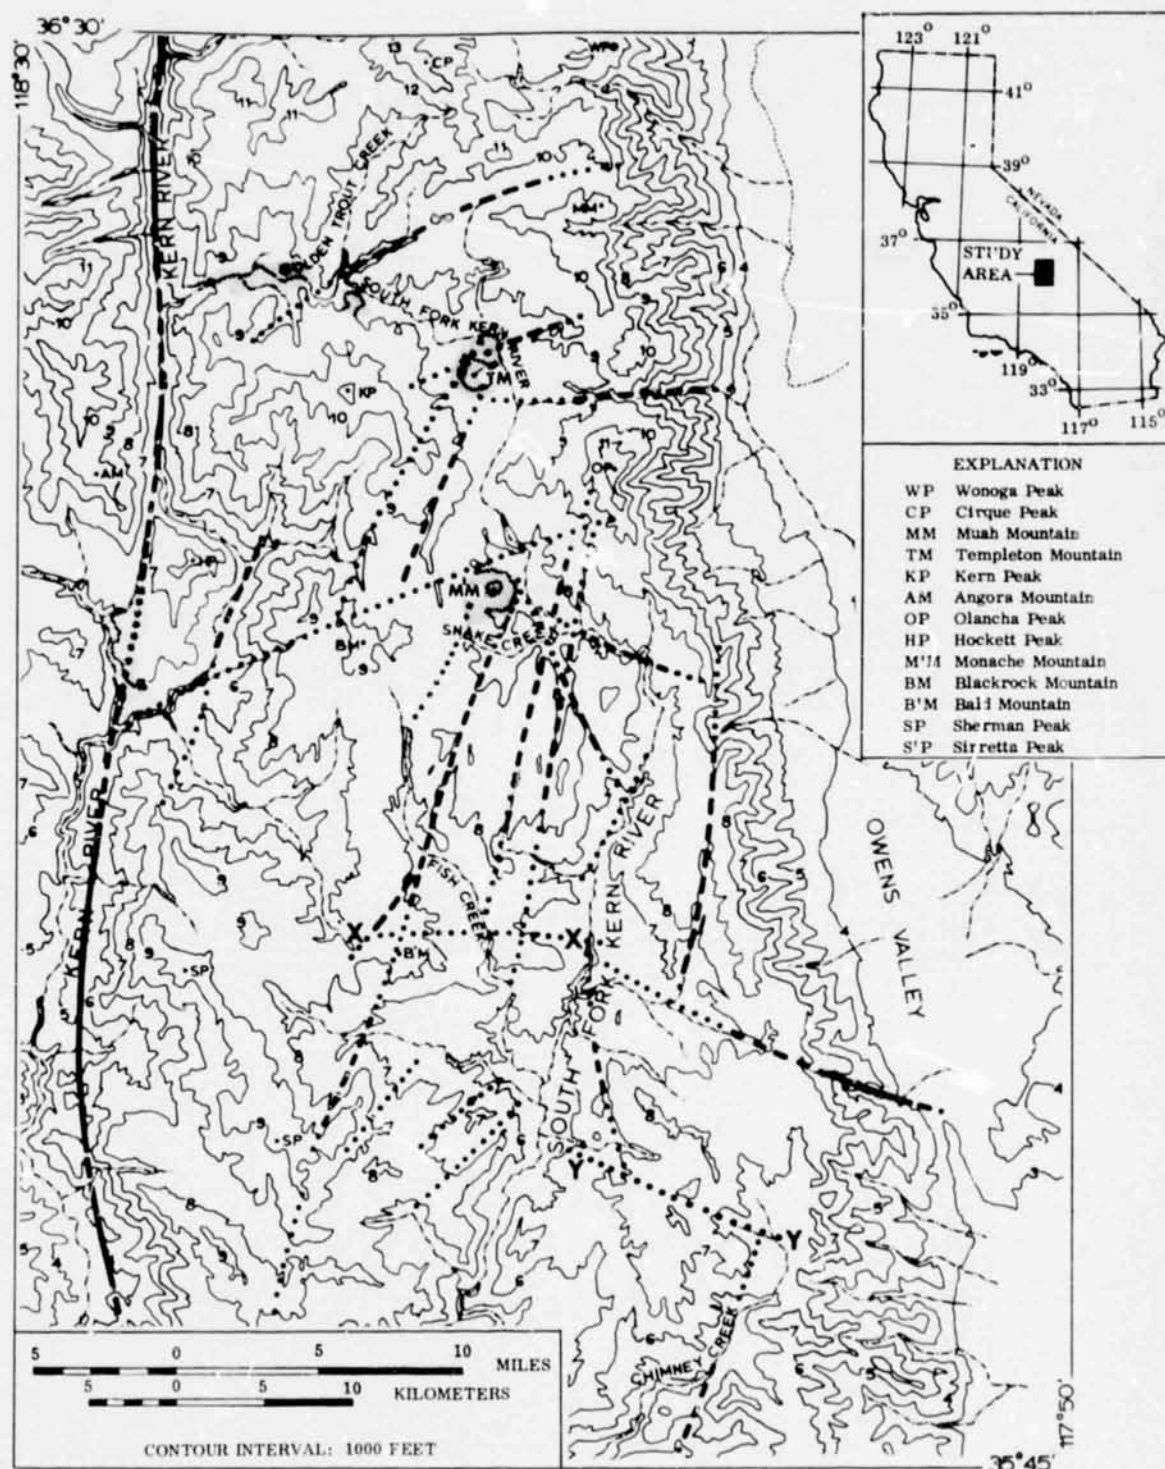 36°30'
118°30'
KERN RIVER
GOLDEN TROUT CREEK
SOUTH FORK KERN RIVER
WP
CP
MM
TM
KP
AM
OP
HP
MM
BM
SNAKE CREEK
KERN RIVER
FISH CREEK
X
X
B'M
SP
SP
SOUTH FORK KERN RIVER
OWENS VALLEY
Y
Y
CHIMNEY CREEK
123°
121°
41°
39°
NEVADA
CALIFORNIA
37°
STUDY
AREA
35°
119°
33°
117°
115°
EXPLANATION
WP Wonoga Peak
CP Cirque Peak
MM Muah Mountain
TM Templeton Mountain
KP Kern Peak
AM Angora Mountain
OP Olancha Peak
HP Hockett Peak
M'M Monache Mountain
BM Blackrock Mountain
B'M Bald Mountain
SP Sherman Peak
S'P Sirretta Peak
5 0 5 10 MILES
5 0 5 10 KILOMETERS
CONTOUR INTERVAL: 1000 FEET
117°50'
35°45'